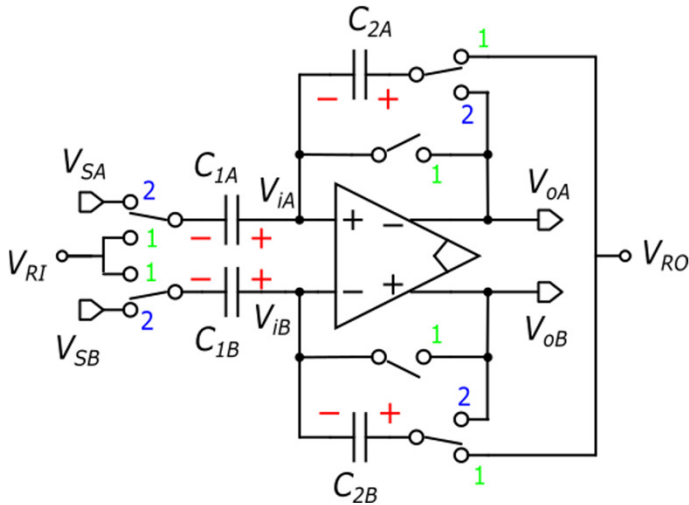 C2A
1
− +
2
VSA
2
C1A
ViA
1
VoA
− +
+ −
1
VRI
VRO
1
− +
− +
2
VSB
C1B
ViB
1
VoB
2
− +
1
C2B